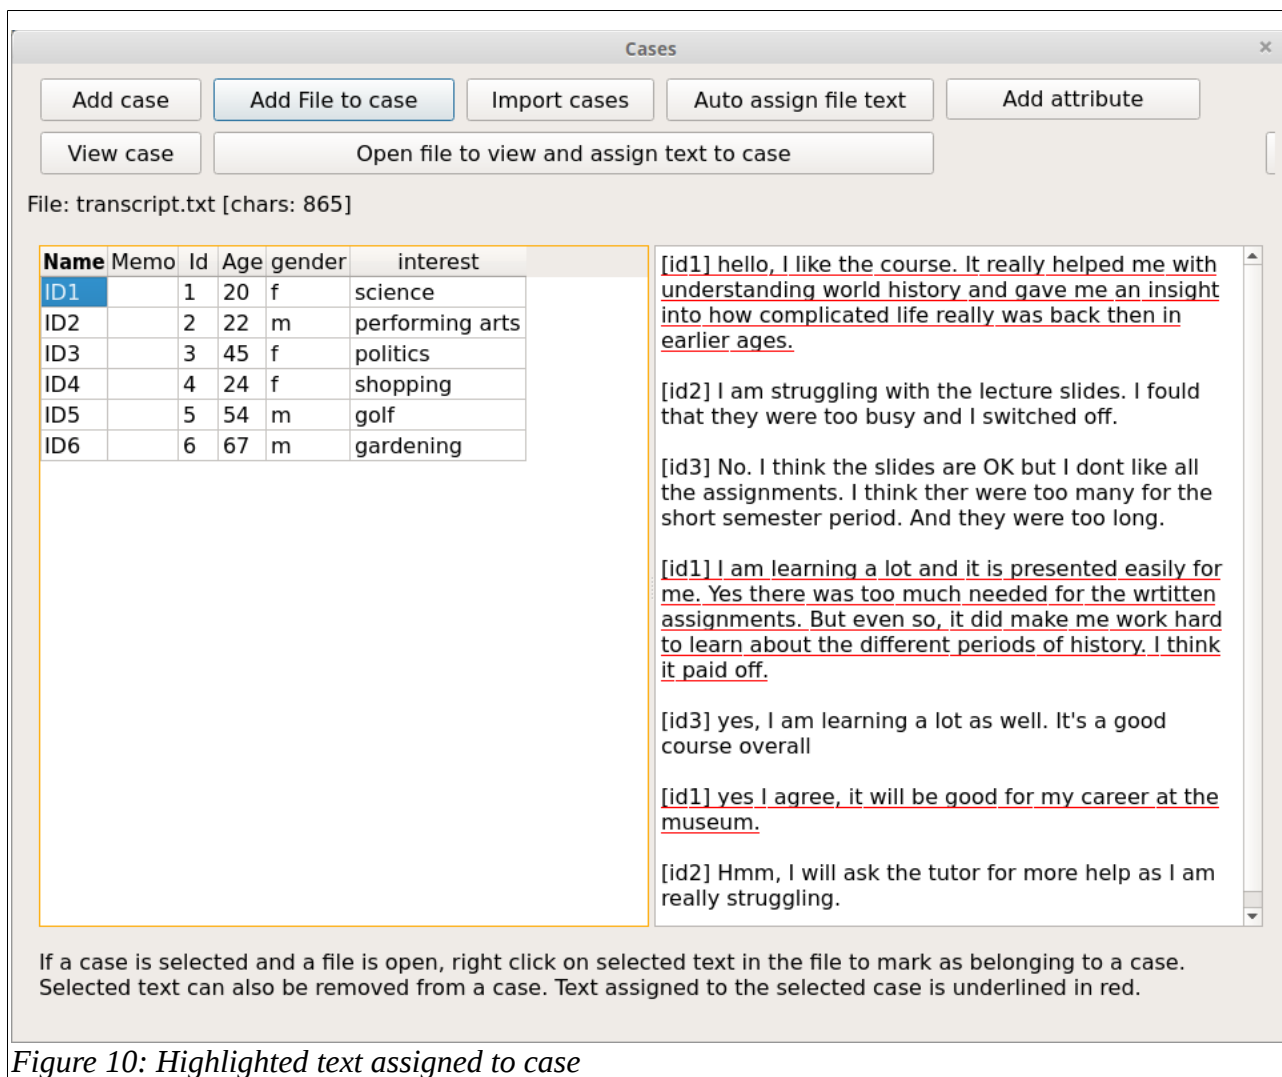 Cases
Add case Add File to case Import cases Auto assign file text Add attribute
View case Open file to view and assign text to case
File: transcript.txt [chars: 865]
Name Memo Id Age gender interest
ID1 1 20 f science
ID2 2 22 m performing arts
ID3 3 45 f politics
ID4 4 24 f shopping
ID5 5 54 m golf
ID6 6 67 m gardening
[id1] hello, I like the course. It really helped me with
understanding world history and gave me an insight
into how complicated life really was back then in
earlier ages.
[id2] I am struggling with the lecture slides. I fould
that they were too busy and I switched off.
[id3] No. I think the slides are OK but I dont like all
the assignments. I think ther were too many for the
short semester period. And they were too long.
[id1] I am learning a lot and it is presented easily for
me. Yes there was too much needed for the wrtitten
assignments. But even so, it did make me work hard
to learn about the different periods of history. I think
it paid off.
[id3] yes, I am learning a lot as well. It's a good
course overall
[id1] yes I agree, it will be good for my career at the
museum.
[id2] Hmm, I will ask the tutor for more help as I am
really struggling.
If a case is selected and a file is open, right click on selected text in the file to mark as belonging to a case.
Selected text can also be removed from a case. Text assigned to the selected case is underlined in red.
Figure 10: Highlighted text assigned to case